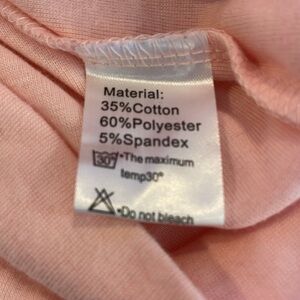 Material:
35%Cotton
60%Polyester
5%Spandex
30° •The maximum
temp30°
•Do not bleach